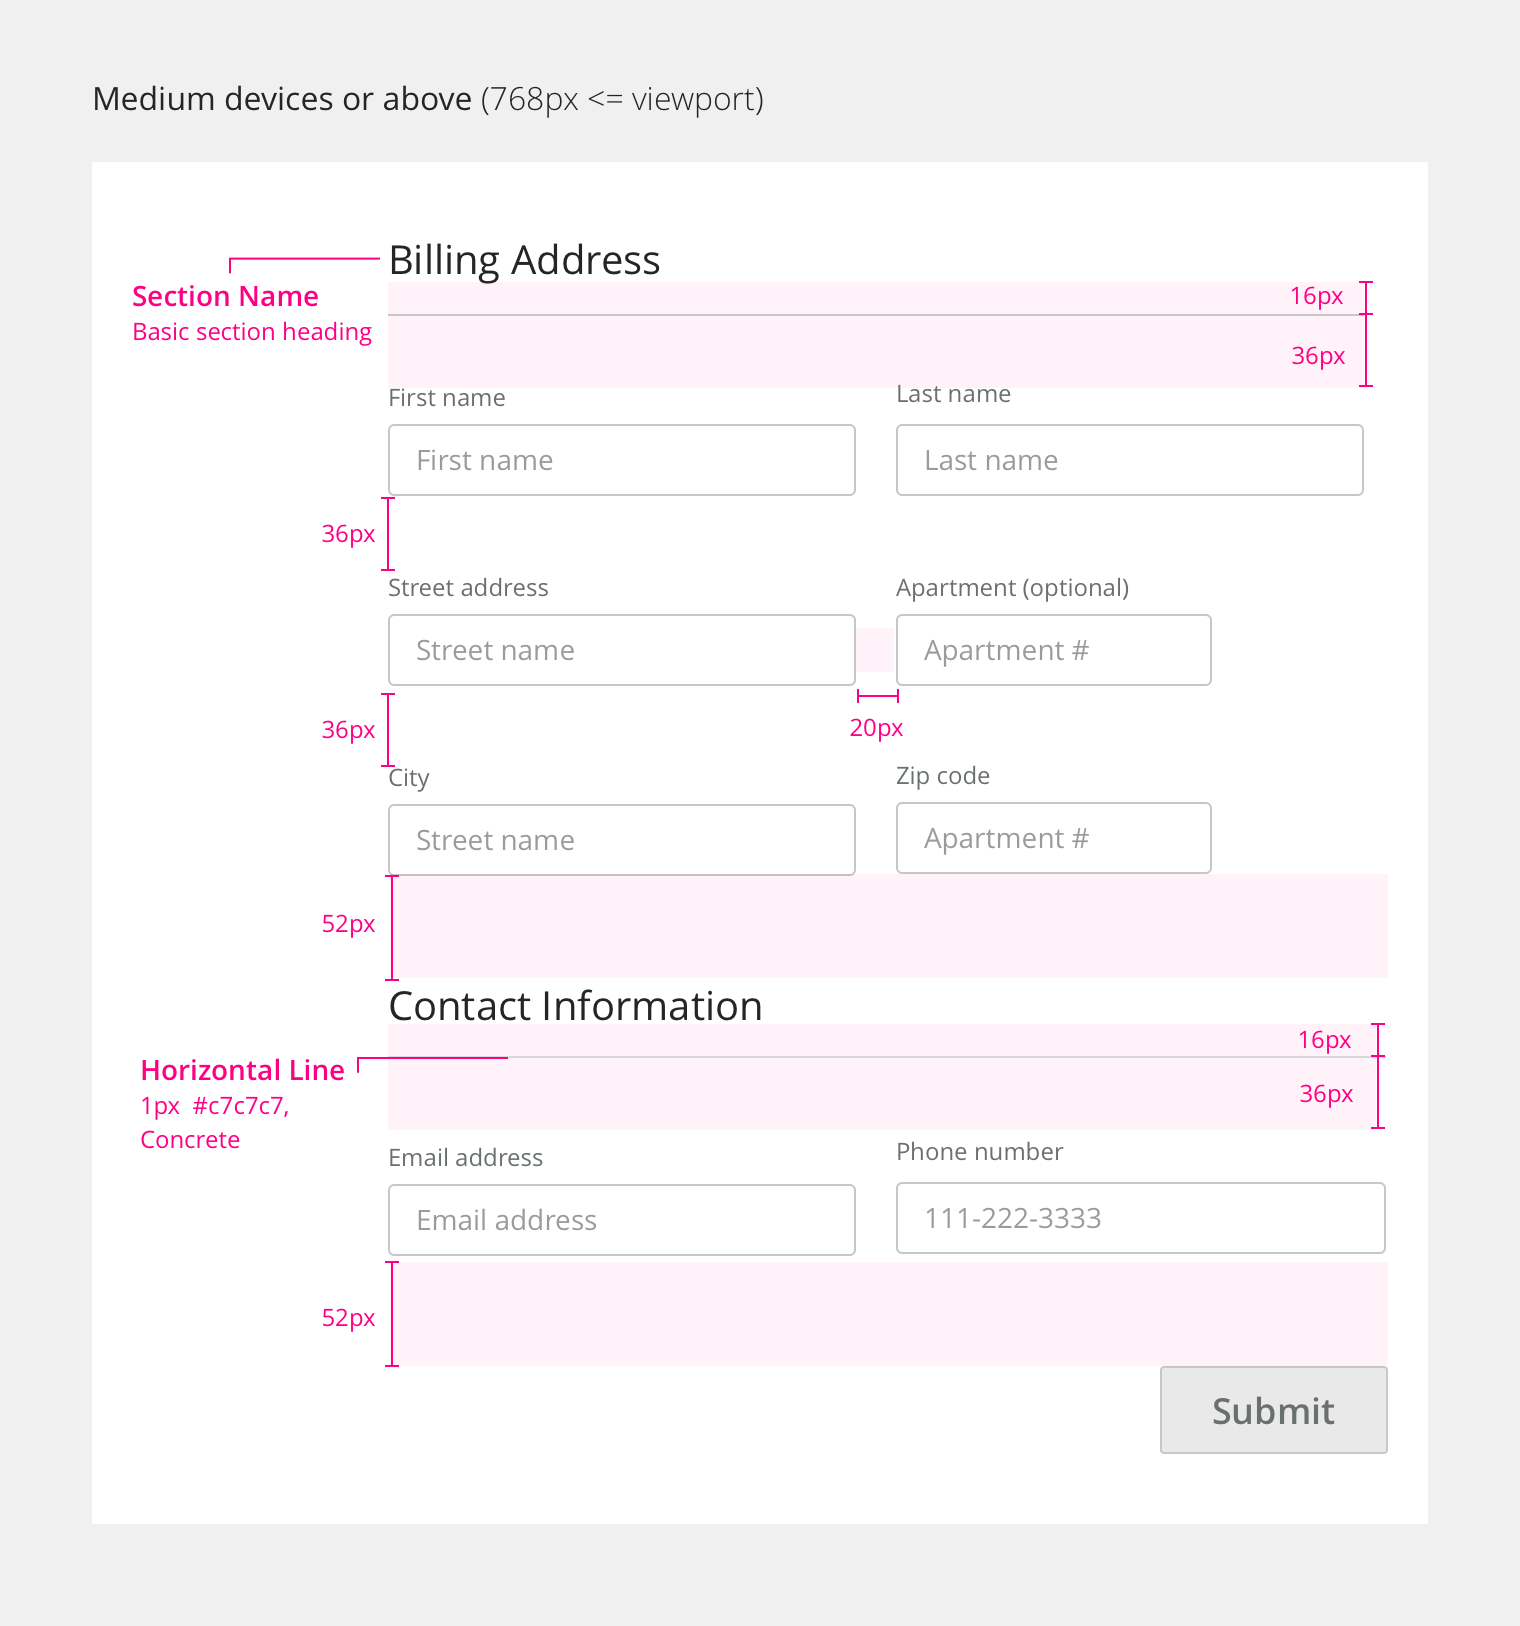 Medium devices or above (768px <= viewport)
Billing Address
Section Name
Basic section heading
16px
36px
First name
Last name
First name
Last name
36px
Street address
Apartment (optional)
Street name
Apartment #
36px
20px
City
Zip code
Street name
Apartment #
52px
Contact Information
16px
Horizontal Line
1px  #c7c7c7,
Concrete
36px
Email address
Phone number
Email address
111-222-3333
52px
Submit